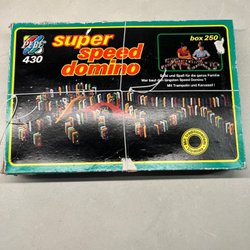 PEPE
430
super
speed
domino
box 250
Spiel und Spaß für die ganze Familie
Wer baut den längsten Speed-Domino ?
Mit Trampolin und Karussell !